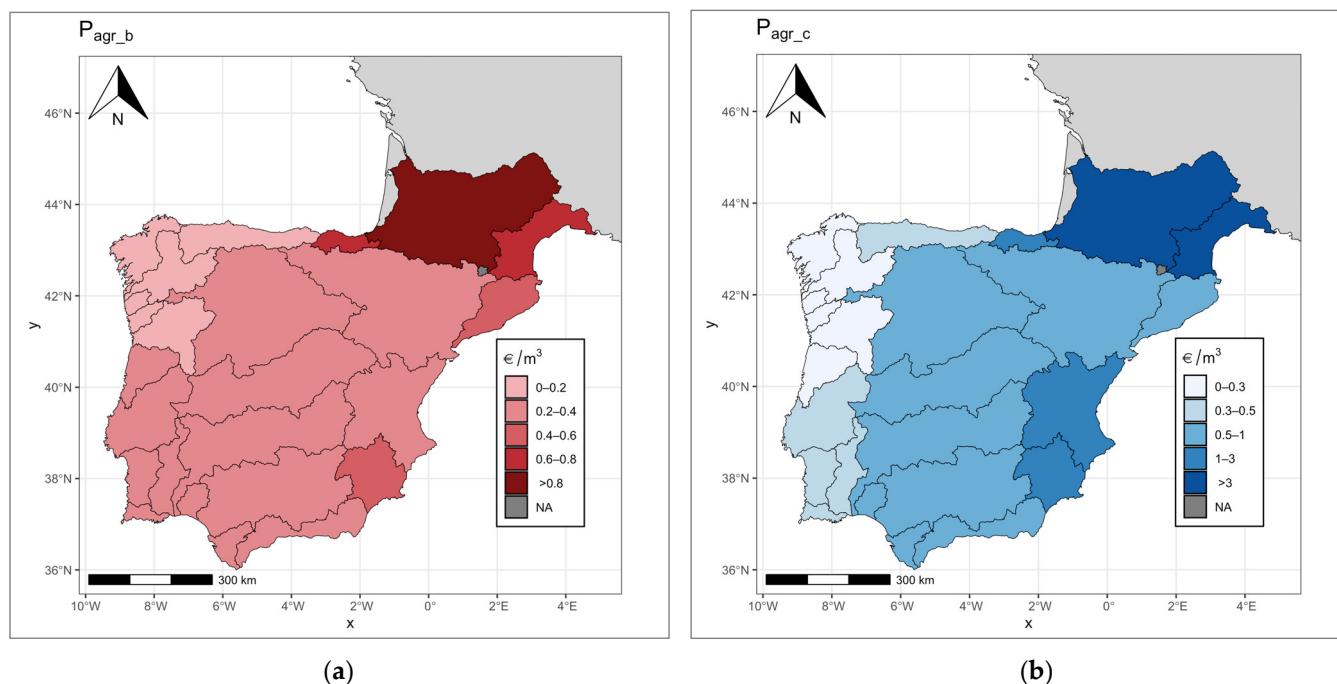 P_agr_b
N
46°N
44°N
42°N
40°N
38°N
36°N
y
10°W
8°W
6°W
4°W
2°W
0°
2°E
4°E
x
300 km
€/m³
0–0.2
0.2–0.4
0.4–0.6
0.6–0.8
>0.8
NA
(a)
P_agr_c
N
46°N
44°N
42°N
40°N
38°N
36°N
y
10°W
8°W
6°W
4°W
2°W
0°
2°E
4°E
x
300 km
€/m³
0–0.3
0.3–0.5
0.5–1
1–3
>3
NA
(b)